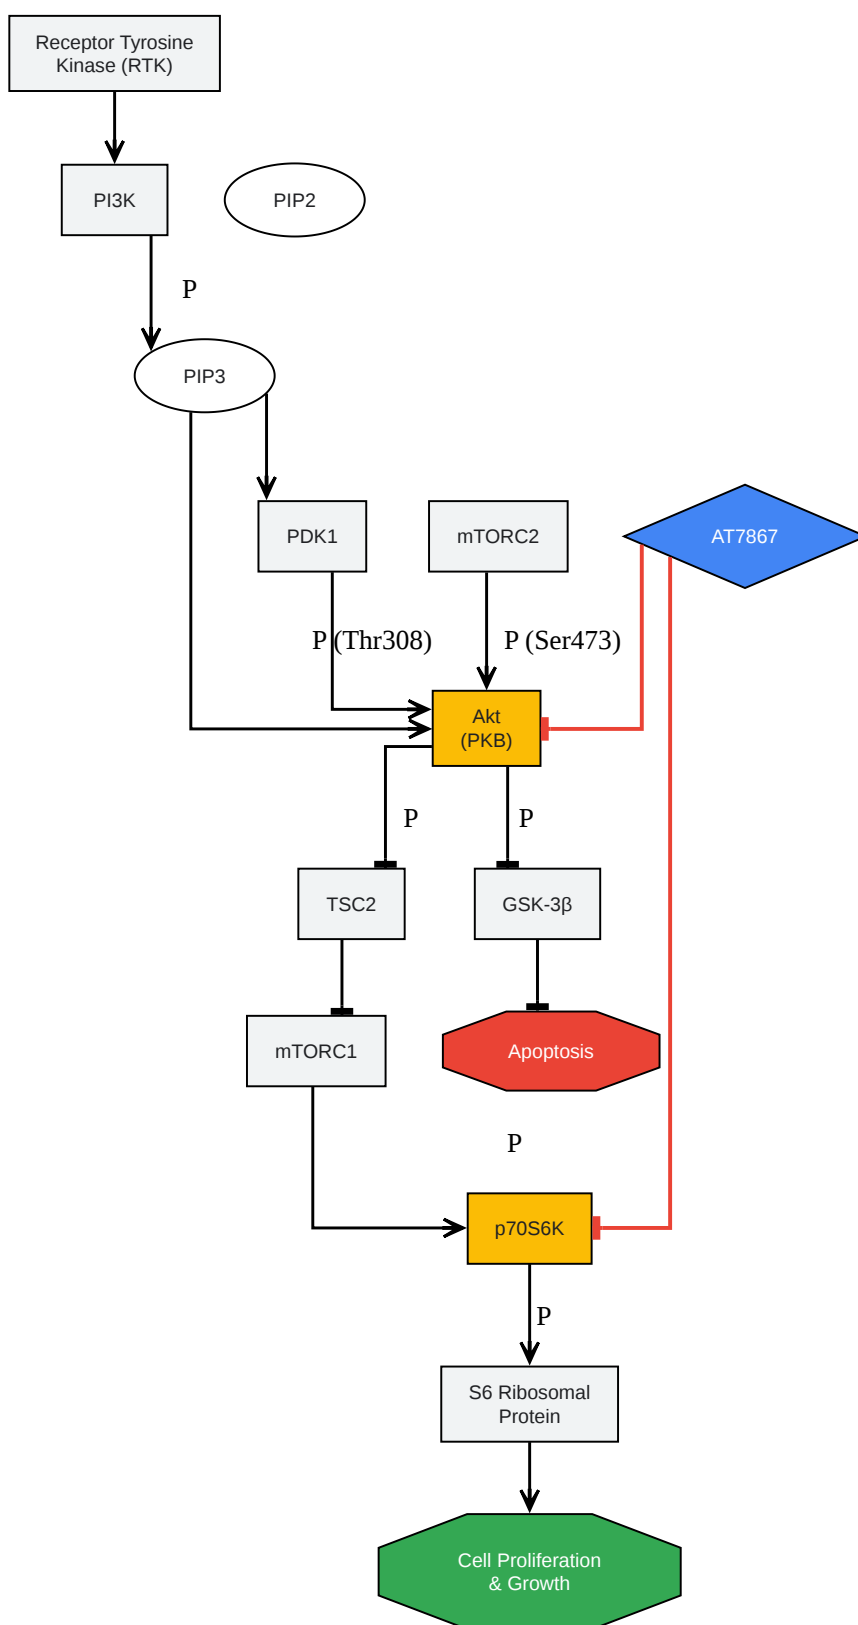 Receptor Tyrosine
Kinase (RTK)
PI3K
PIP2
P
PIP3
PDK1
mTORC2
AT7867
P (Thr308)
P (Ser473)
Akt
(PKB)
P
P
TSC2
GSK-3β
mTORC1
Apoptosis
P
p70S6K
P
S6 Ribosomal
Protein
Cell Proliferation
& Growth